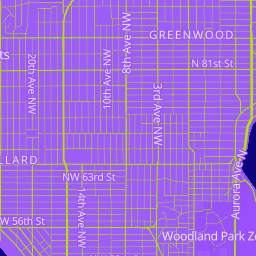 GREENWOOD
ts
N 81st St
20th Ave NW
10th Ave NW
8th Ave NW
3rd Ave NW
LLARD
NW 63rd St
14th Ave NW
W 56th St
Aurora Ave N
Woodland Park Zo